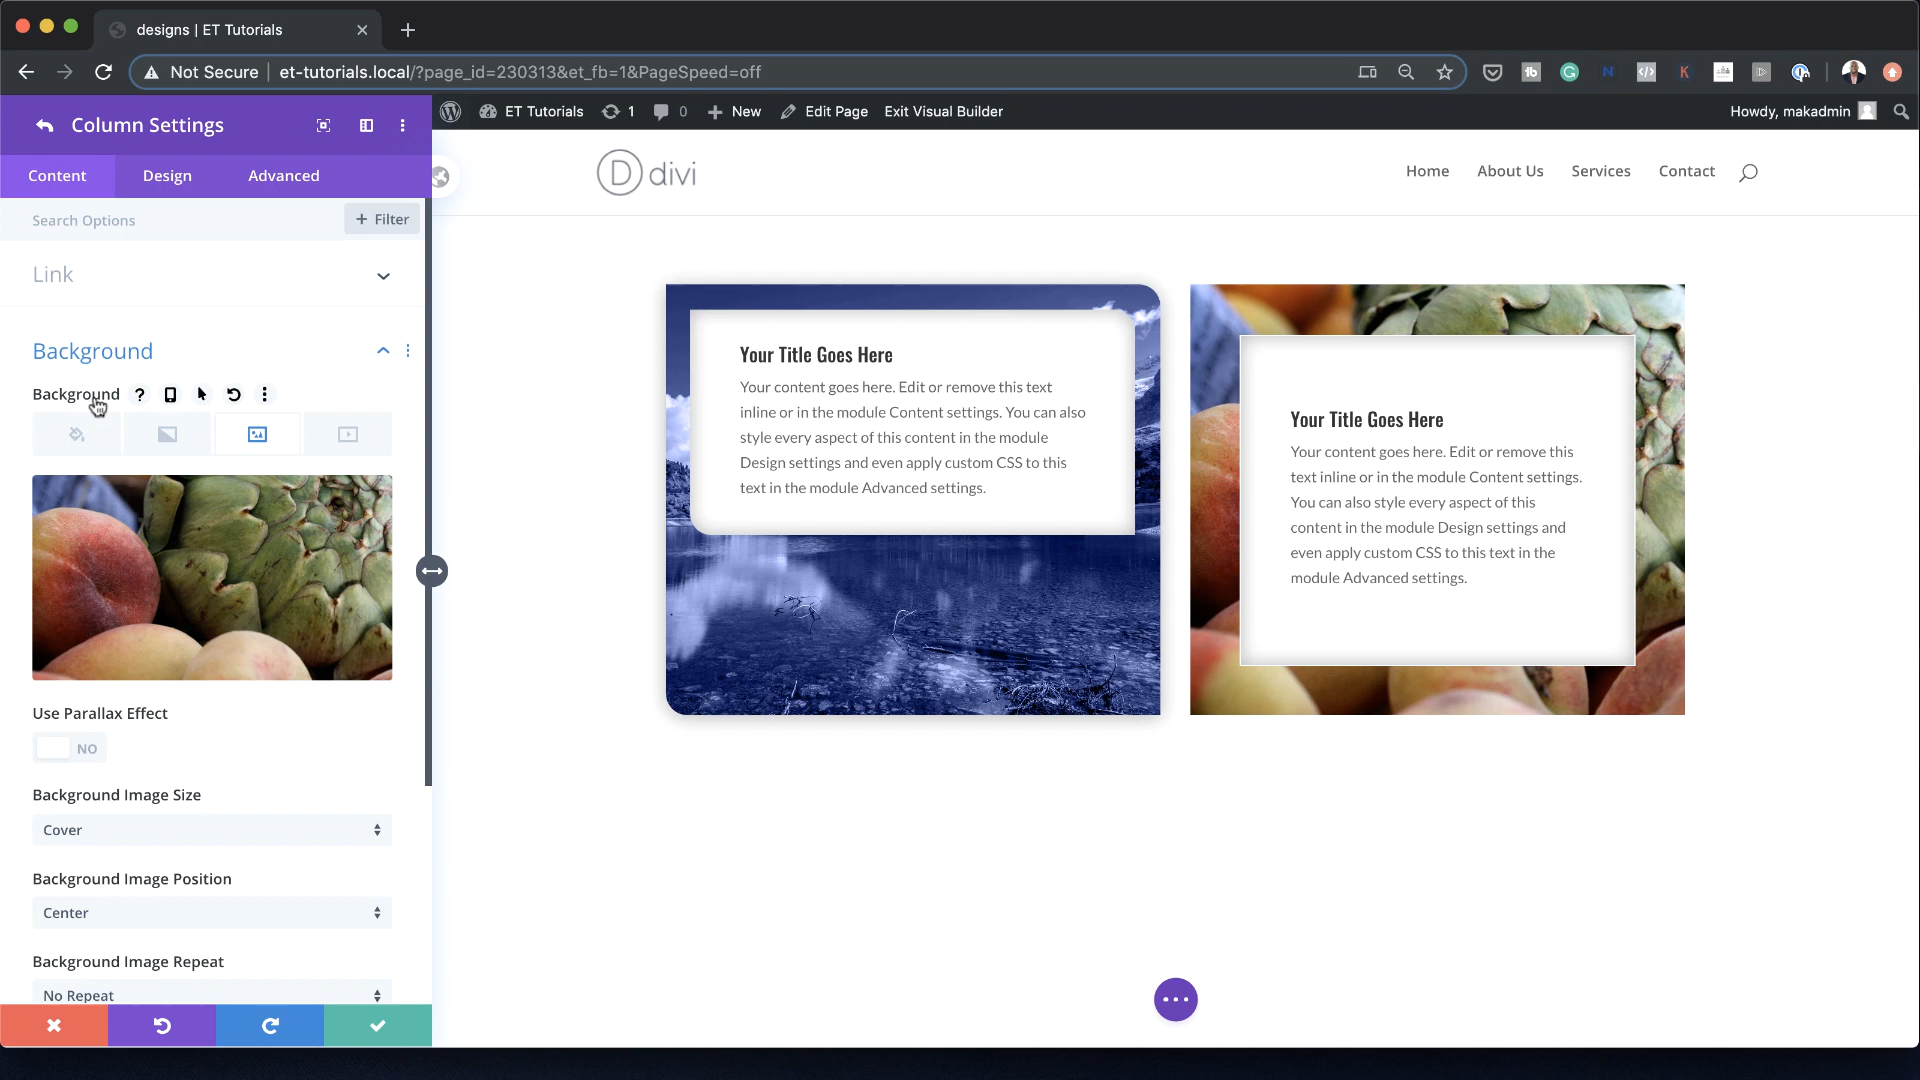 designs | ET Tutorials
Not Secure | et-tutorials.local/?page_id=230313&et_fb=1&PageSpeed=off
Column Settings
ET Tutorials 1 0 New Edit Page Exit Visual Builder Howdy, makadmin
Content Design Advanced
Search Options + Filter
D divi
Home About Us Services Contact
Link
Background
Background ?
Use Parallax Effect
NO
Background Image Size
Cover
Background Image Position
Center
Background Image Repeat
No Repeat
Your Title Goes Here
Your content goes here. Edit or remove this text
inline or in the module Content settings. You can also
style every aspect of this content in the module
Design settings and even apply custom CSS to this
text in the module Advanced settings.
Your Title Goes Here
Your content goes here. Edit or remove this
text inline or in the module Content settings.
You can also style every aspect of this
content in the module Design settings and
even apply custom CSS to this text in the
module Advanced settings.